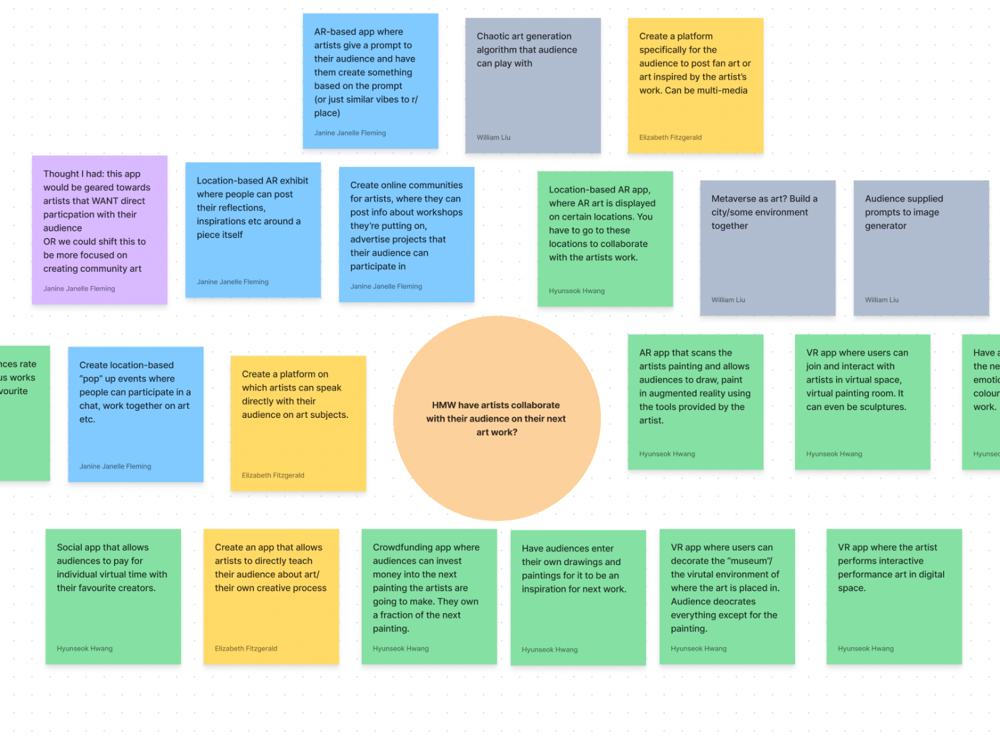 AR-based app where
artists give a prompt to
their audience and have
them create something
based on the prompt
(or just similar vibes to r/
place)
Janine Janelle Fleming
Chaotic art generation
algorithm that audience
can play with
William Liu
Create a platform
specifically for the
audience to post fan art or
art inspired by the artist's
work. Can be multi-media
Elizabeth Fitzgerald
Thought I had: this app
would be geared towards
artists that WANT direct
particpation with their
audience
OR we could shift this to
be more focused on
creating community art
Janine Janelle Fleming
Location-based AR exhibit
where people can post
their reflections,
inspirations etc around a
piece itself
Janine Janelle Fleming
Create online communities
for artists, where they can
post info about workshops
they're putting on,
advertise projects that
their audience can
participate in
Janine Janelle Fleming
Location-based AR app,
where AR art is displayed
on certain locations. You
have to go to these
locations to collaborate
with the artists work.
Hyunseok Hwang
Metaverse as art? Build a
city/some environment
together
William Liu
Audience supplied
prompts to image
generator
William Liu
nces rate
us works
vourite
Create location-based
“pop” up events where
people can participate in a
chat, work together on art
etc.
Janine Janelle Fleming
Create a platform on
which artists can speak
directly with their
audience on art subjects.
Elizabeth Fitzgerald
HMW have artists collaborate
with their audience on their next
art work?
AR app that scans the
artists painting and allows
audiences to draw, paint
in augmented reality using
the tools provided by the
artist.
Hyunseok Hwang
VR app where users can
join and interact with
artists in virtual space,
virtual painting room. It
can even be sculptures.
Hyunseok Hwang
Have a
the ne
emotic
colour
work.
Hyunseo
Social app that allows
audiences to pay for
individual virtual time with
their favourite creators.
Hyunseok Hwang
Create an app that allows
artists to directly teach
their audience about art/
their own creative process
Elizabeth Fitzgerald
Crowdfunding app where
audiences can invest
money into the next
painting the artists are
going to make. They own
a fraction of the next
painting.
Hyunseok Hwang
Have audiences enter
their own drawings and
paintings for it to be an
inspiration for next work.
Hyunseok Hwang
VR app where users can
decorate the “museum”/
the virutal environment of
where the art is placed in.
Audience deocrates
everything except for the
painting.
Hyunseok Hwang
VR app where the artist
performs interactive
performance art in digital
space.
Hyunseok Hwang